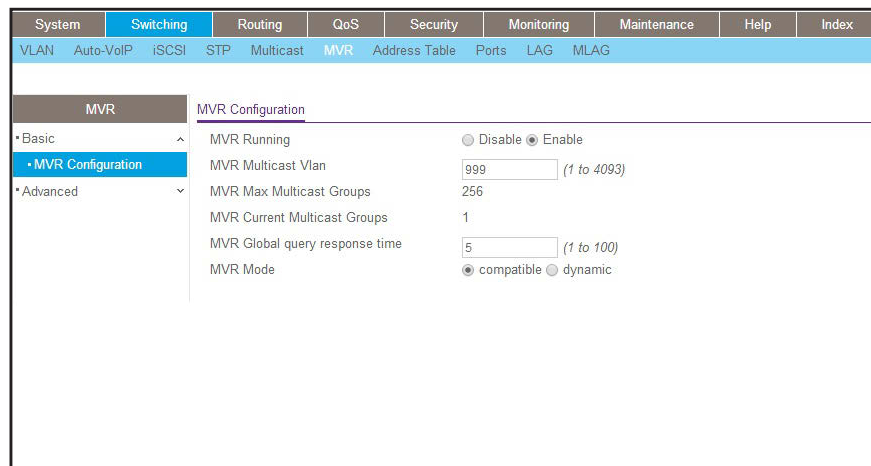 System Switching Routing QoS Security Monitoring Maintenance Help Index
VLAN Auto-VoIP iSCSI STP Multicast MVR Address Table Ports LAG MLAG
MVR
Basic
MVR Configuration
Advanced
MVR Configuration
MVR Running Disable Enable
MVR Multicast Vlan 999 (1 to 4093)
MVR Max Multicast Groups 256
MVR Current Multicast Groups 1
MVR Global query response time 5 (1 to 100)
MVR Mode compatible dynamic